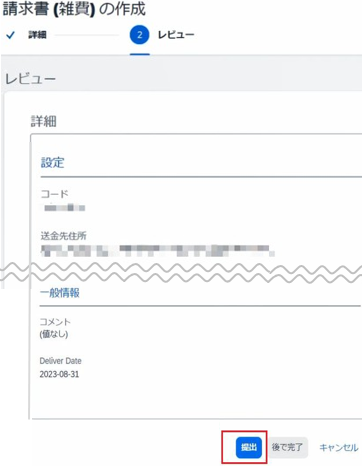 請求書 (雑費) の作成
詳細
2 レビュー
レビュー
詳細
設定
コード
送金先住所
一般情報
コメント
(値なし)
Deliver Date
2023-08-31
提出 後で完了 キャンセル